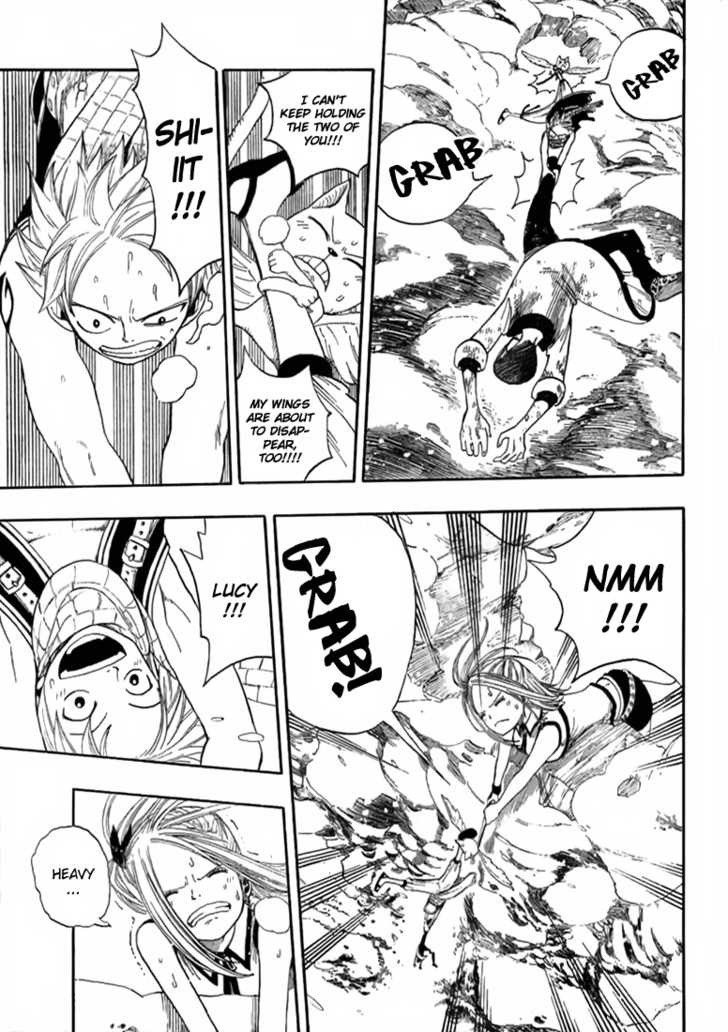 GRAB
GRAB
I CAN'T
KEEP HOLDING
THE TWO OF
YOU!!!
MY WINGS
ARE ABOUT
TO DISAP-
PEAR,
TOO!!!!
SHI-
IIT
!!!
NMM
!!!
GRAB!
LUCY
!!!
HEAVY
...